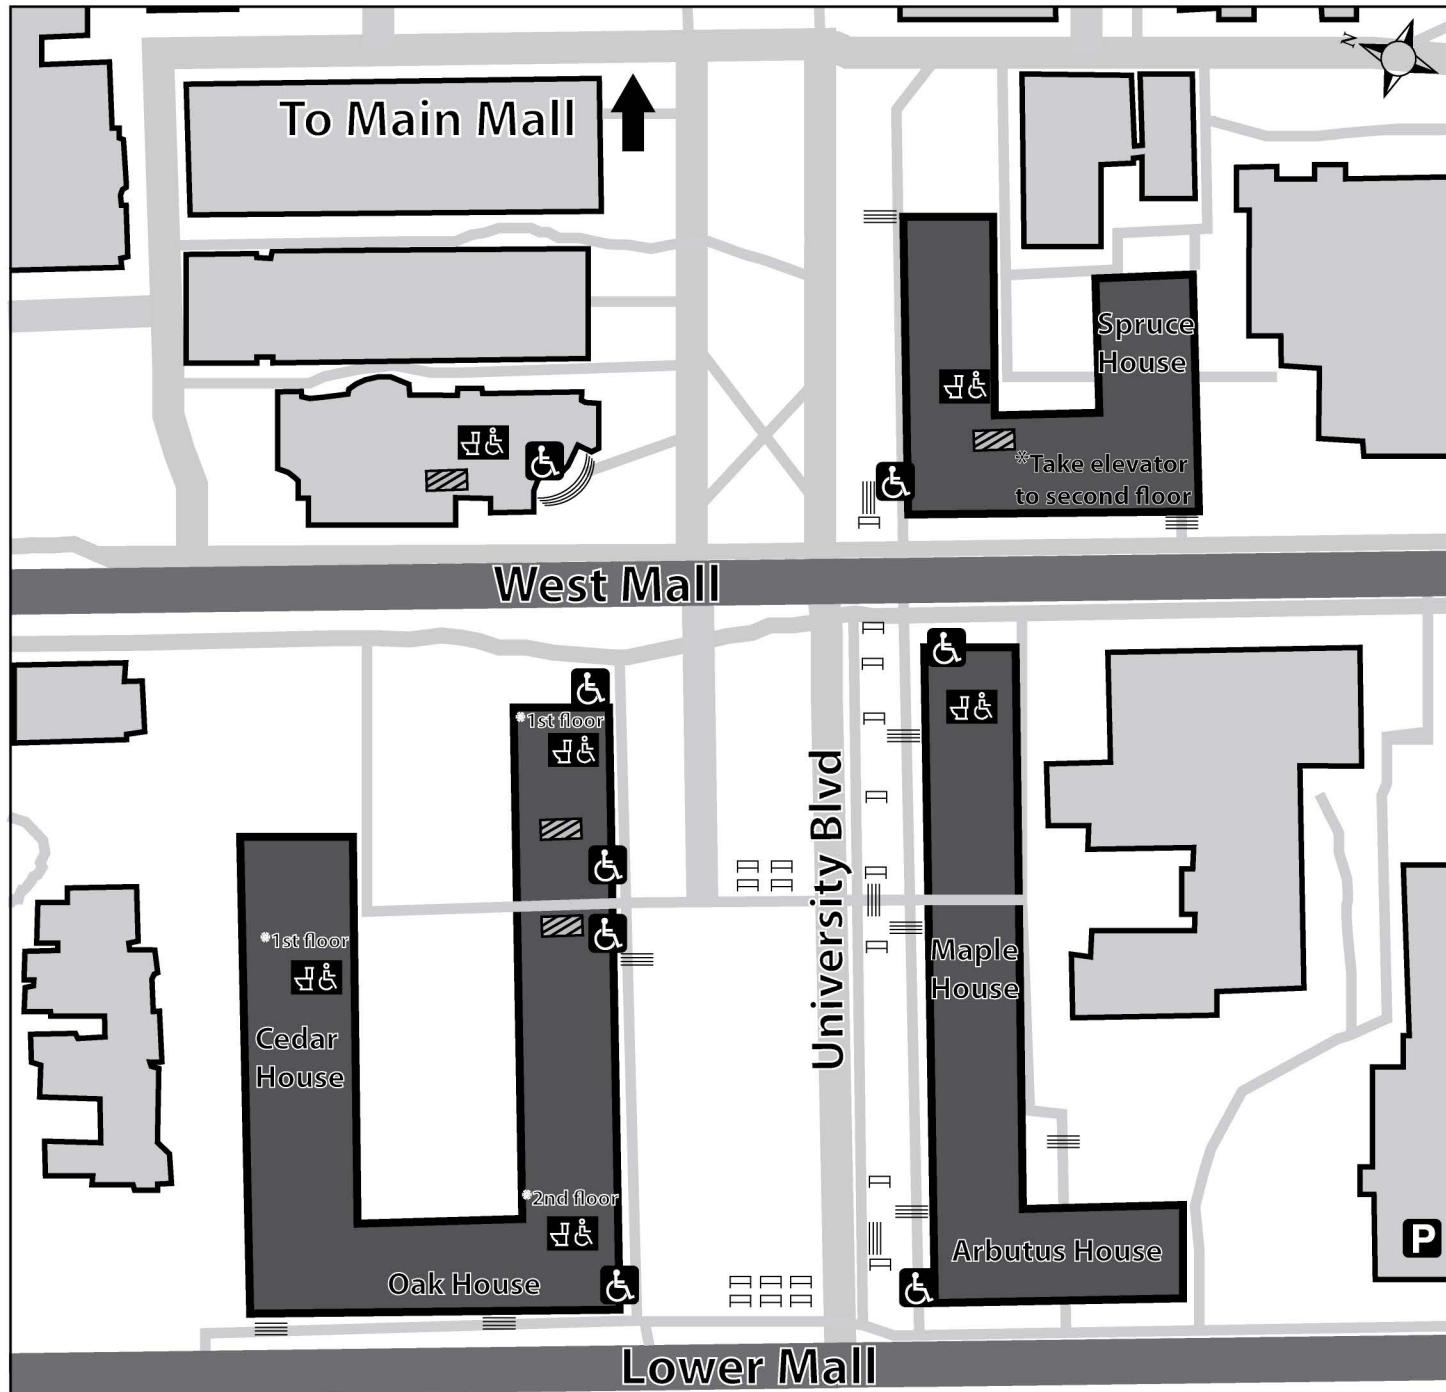 N
To Main Mall
Spruce
House
*Take elevator
to second floor
West Mall
*1st floor
University Blvd
*1st floor
Maple
House
Cedar
House
*2nd floor
P
Arbutus House
Oak House
Lower Mall